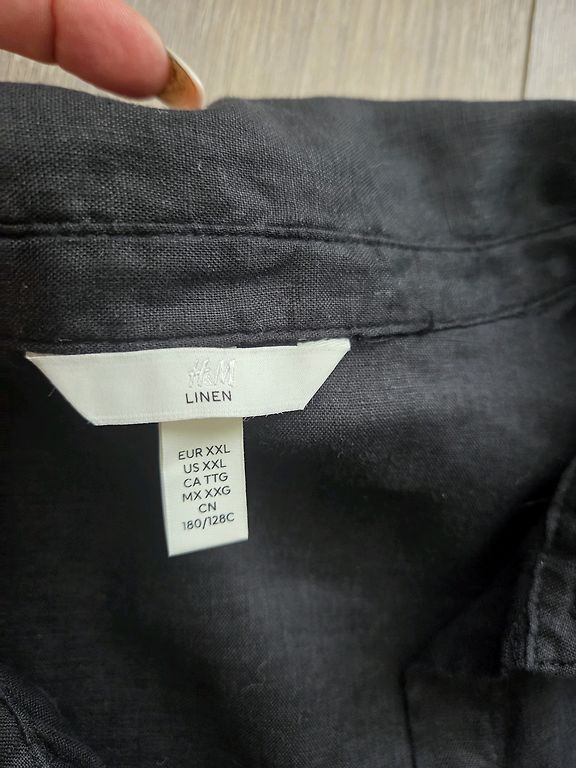 H&M
LINEN
EUR XXL
US XXL
CA TTG
MX XXG
CN
180/128C